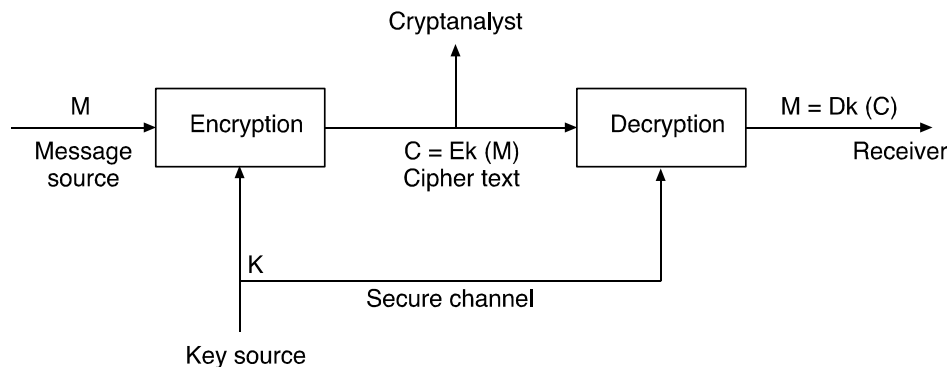 Cryptanalyst
M
Encryption
Decryption
M = Dk (C)
Message
source
C = Ek (M)
Cipher text
Receiver
K
Secure channel
Key source